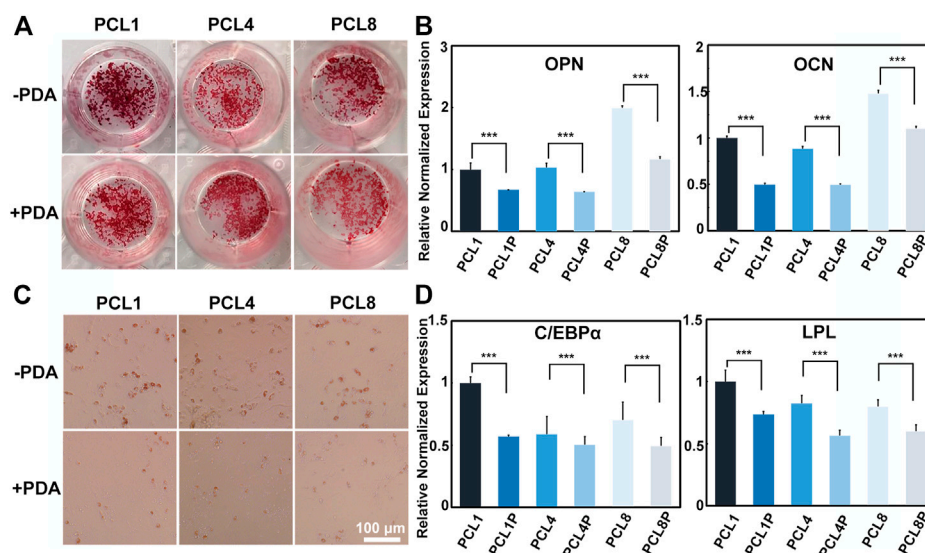 A
PCL1 PCL4 PCL8
-PDA
+PDA
B
Relative Normalized Expression
OPN
3
2
1
0
*** *** ***
PCL1 PCL1P PCL4 PCL4P PCL8 PCL8P
OCN
2
1.5
1
0.5
0
*** *** ***
PCL1 PCL1P PCL4 PCL4P PCL8 PCL8P
C
PCL1 PCL4 PCL8
-PDA
+PDA
100 μm
D
Relative Normalized Expression
C/EBPα
1.5
1
0.5
0
*** *** ***
PCL1 PCL1P PCL4 PCL4P PCL8 PCL8P
LPL
1.5
1
0.5
0
*** *** ***
PCL1 PCL1P PCL4 PCL4P PCL8 PCL8P